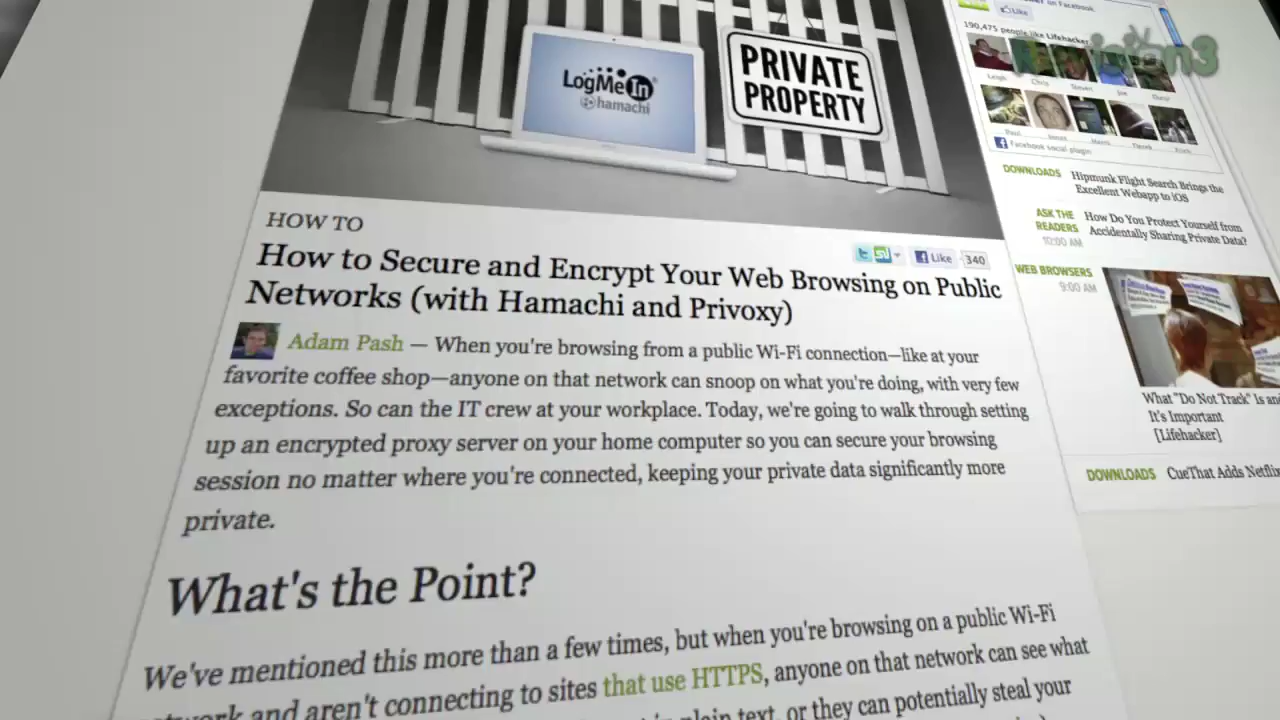 LogMeIn
hamachi
PRIVATE
PROPERTY
HOW TO
Like 340
How to Secure and Encrypt Your Web Browsing on Public
Networks (with Hamachi and Privoxy)
Adam Pash — When you're browsing from a public Wi-Fi connection—like at your
favorite coffee shop—anyone on that network can snoop on what you're doing, with very few
exceptions. So can the IT crew at your workplace. Today, we're going to walk through setting
up an encrypted proxy server on your home computer so you can secure your browsing
session no matter where you're connected, keeping your private data significantly more
private.
What's the Point?
We've mentioned this more than a few times, but when you're browsing on a public Wi-Fi
and aren't connecting to sites that use HTTPS, anyone on that network can see what
plain text, or they can potentially steal your
on Facebook
Like
190,475 people like Lifehacker
Facebook social plugin
DOWNLOADS
Hipmunk Flight Search Brings the
Excellent Webapp to iOS
ASK THE
READERS
10:00 AM
How Do You Protect Yourself from
Accidentally Sharing Private Data?
WEB BROWSERS
9:00 AM
What "Do Not Track" Is and
It's Important
[Lifehacker]
DOWNLOADS
CueThat Adds Netflix